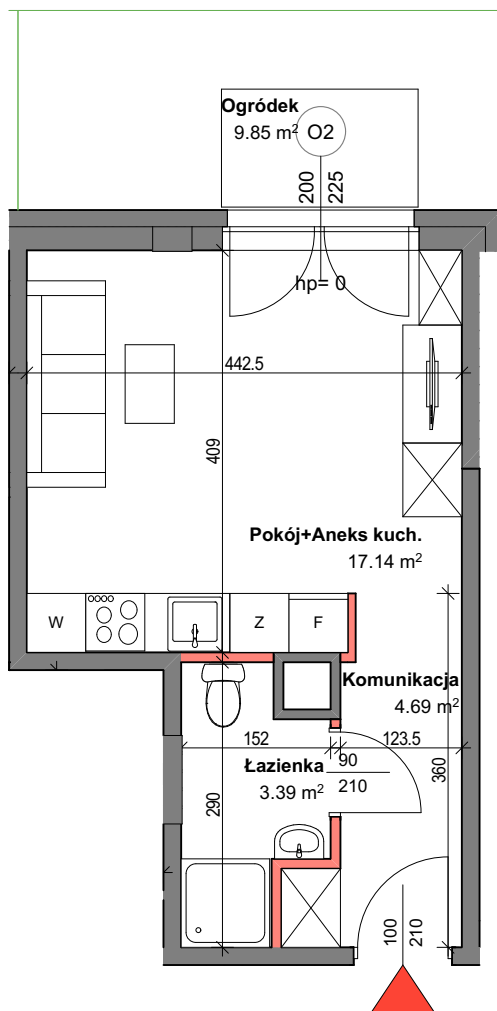 Ogródek
9.85 m²
O2
200
225
hp= 0
442.5
409
Pokój+Aneks kuch.
17.14 m²
W
Z
F
Komunikacja
4.69 m²
152
123.5
Łazienka
3.39 m²
90
210
360
290
100
210